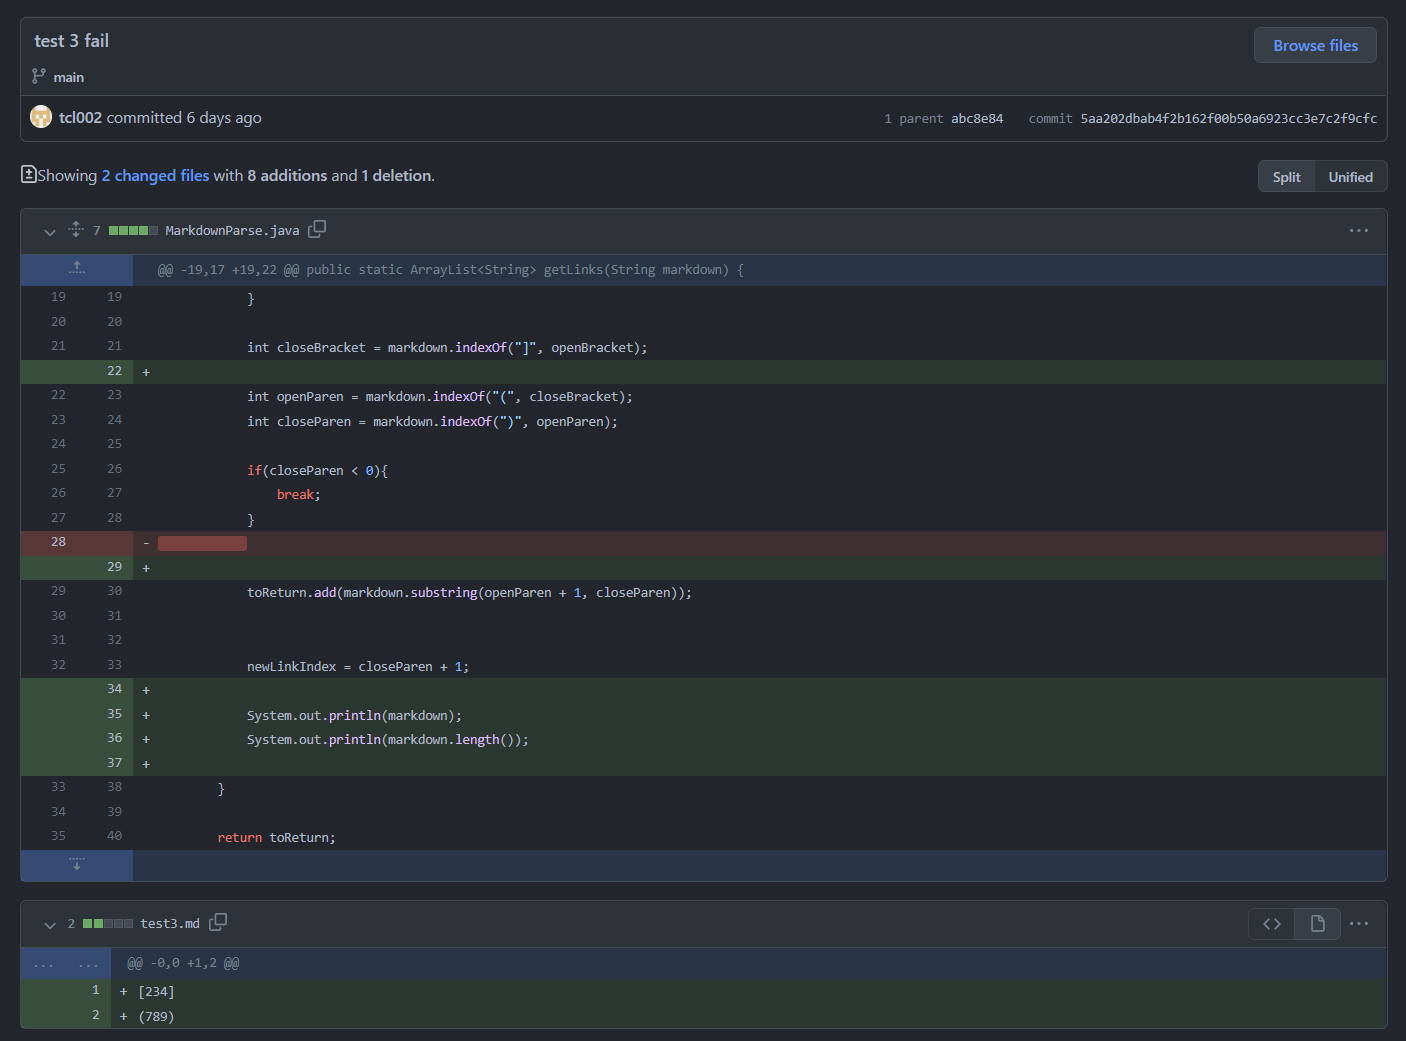 test 3 fail
Browse files
main
tcl002 committed 6 days ago
1 parent abc8e84 commit 5aa202dbab4f2b162f00b50a6923cc3e7c2f9cfc
Showing 2 changed files with 8 additions and 1 deletion.
Split Unified
7 MarkdownParse.java
@@ -19,17 +19,22 @@ public static ArrayList<String> getLinks(String markdown) {
19 19 }
20 20
21 21 int closeBracket = markdown.indexOf("]", openBracket);
22 +
22 23 int openParen = markdown.indexOf("(", closeBracket);
23 24 int closeParen = markdown.indexOf(")", openParen);
24 25
25 26 if(closeParen < 0){
26 27 break;
27 28 }
28 -
29 +
29 30 toReturn.add(markdown.substring(openParen + 1, closeParen));
30 31
31 32
32 33 newLinkIndex = closeParen + 1;
34 +
35 + System.out.println(markdown);
36 + System.out.println(markdown.length());
37 +
33 38 }
34 39
35 40 return toReturn;
2 test3.md
... ... @@ -0,0 +1,2 @@
1 + [234]
2 + (789)